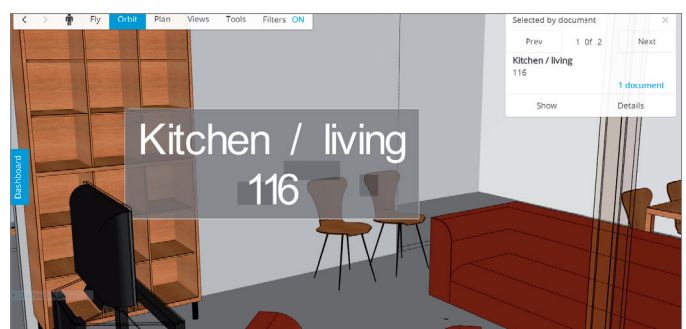 Fly Orbit Plan Views Tools Filters ON
Selected by document
Prev 1 Of 2 Next
Kitchen / living
116
1 document
Show Details
Kitchen / living
116
Dashboard